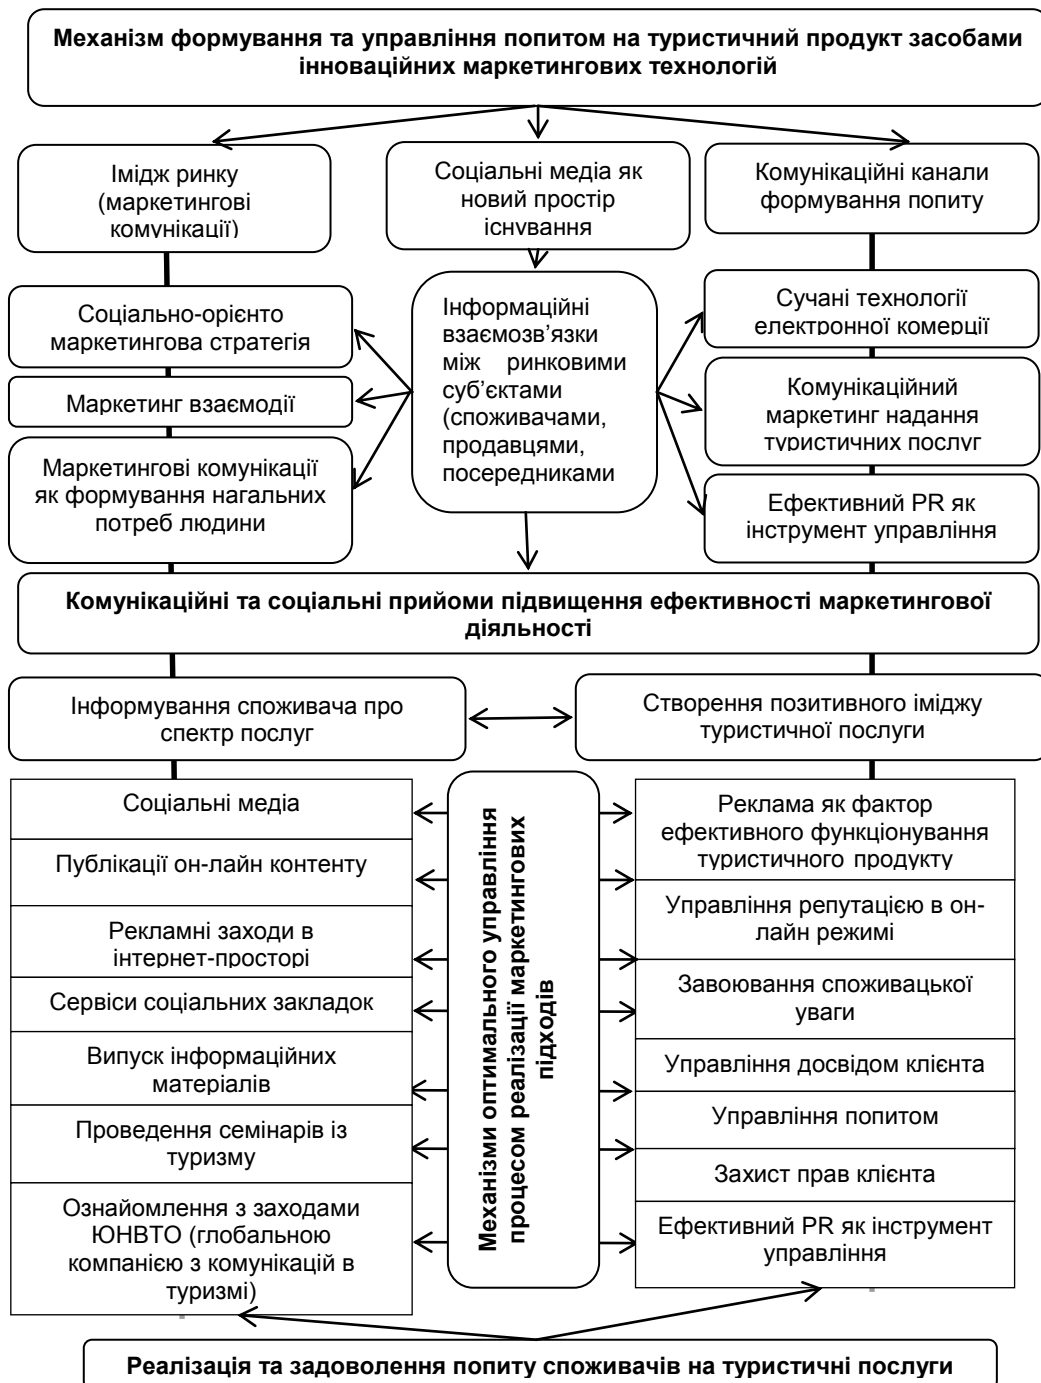 Механізм формування та управління попитом на туристичний продукт засобами
інноваційних маркетингових технологій
Імідж ринку
(маркетингові
комунікації)
Соціальні медіа як
новий простір
існування
Комунікаційні канали
формування попиту
Соціально-орієнто
маркетингова стратегія
Маркетинг взаємодії
Маркетингові комунікації
як формування нагальних
потреб людини
Інформаційні
взаємозв’язки
між ринковими
суб’єктами
(споживачами,
продавцями,
посередниками
Сучані технології
електронної комерції
Комунікаційний
маркетинг надання
туристичних послуг
Ефективний PR як
інструмент управління
Комунікаційні та соціальні прийоми підвищення ефективності маркетингової
діяльності
Інформування споживача про
спектр послуг
Створення позитивного іміджу
туристичної послуги
Соціальні медіа
Публікації он-лайн контенту
Рекламні заходи в
інтернет-просторі
Сервіси соціальних закладок
Випуск інформаційних
матеріалів
Проведення семінарів із
туризму
Ознайомлення з заходами
ЮНВТО (глобальною
компанією з комунікацій в
туризмі)
Механізми оптимального управління
процесом реалізації маркетингових
підходів
Реклама як фактор
ефективного функціонування
туристичного продукту
Управління репутацією в он-
лайн режимі
Завоювання споживацької
уваги
Управління досвідом клієнта
Управління попитом
Захист прав клієнта
Ефективний PR як інструмент
управління
Реалізація та задоволення попиту споживачів на туристичні послуги